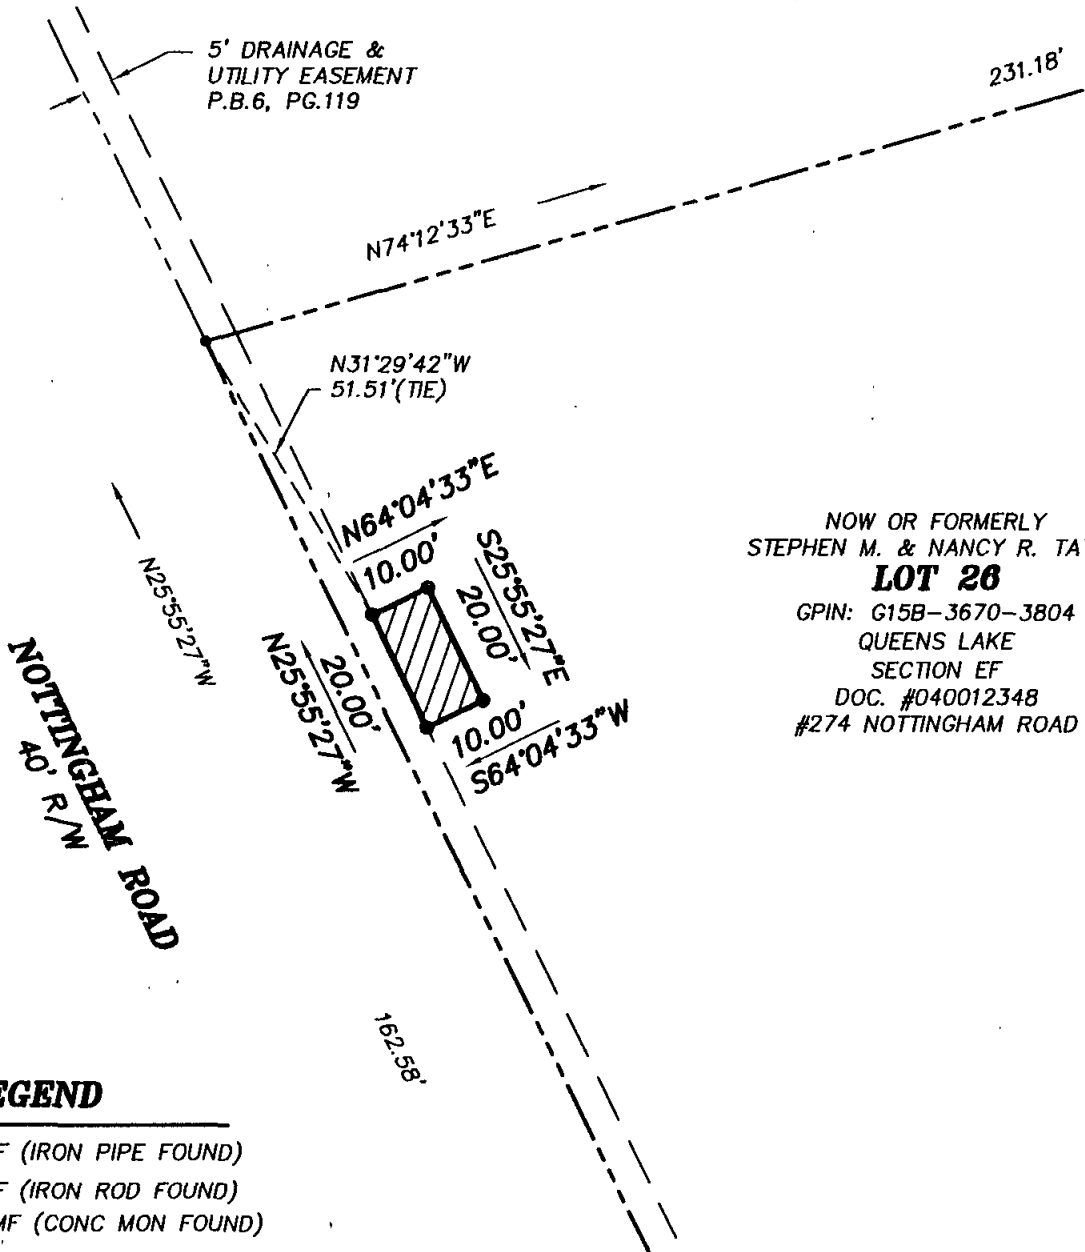 5' DRAINAGE &
UTILITY EASEMENT
P.B.6, PG.119
231.18'
N74°12'33"E
N31°29'42"W
51.51'(TIE)
N64°04'33"E
10.00'
S25°55'27"E
20.00'
N25°55'27"W
20.00'
N25°55'27"W
10.00'
S64°04'33"W
NOW OR FORMERLY
STEPHEN M. & NANCY R.
LOT 26
GPIN: G15B-3670-3804
QUEENS LAKE
SECTION EF
DOC. #040012348
#274 NOTTINGHAM ROAD
NOTTINGHAM ROAD
40' R/W
162.58'
(IRON PIPE FOUND)
(IRON ROD FOUND)
(CONC MON FOUND)